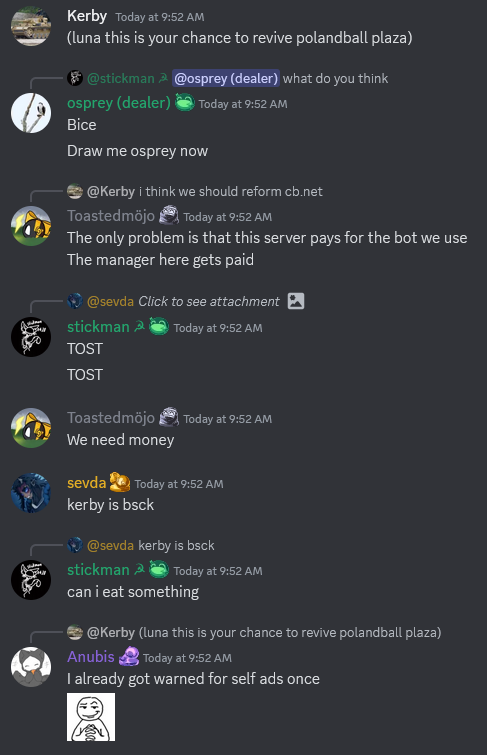 Kerby Today at 9:52 AM
(luna this is your chance to revive polandball plaza)
@stickman ☭ @osprey (dealer) what do you think
osprey (dealer) Today at 9:52 AM
Bice
Draw me osprey now
@Kerby i think we should reform cb.net
Toastedmöjo Today at 9:52 AM
The only problem is that this server pays for the bot we use
The manager here gets paid
@sevda Click to see attachment
stickman ☭ Today at 9:52 AM
TOST
TOST
Toastedmöjo Today at 9:52 AM
We need money
sevda Today at 9:52 AM
kerby is bsck
@sevda kerby is bsck
stickman ☭ Today at 9:52 AM
can i eat something
@Kerby (luna this is your chance to revive polandball plaza)
Anubis Today at 9:52 AM
I already got warned for self ads once